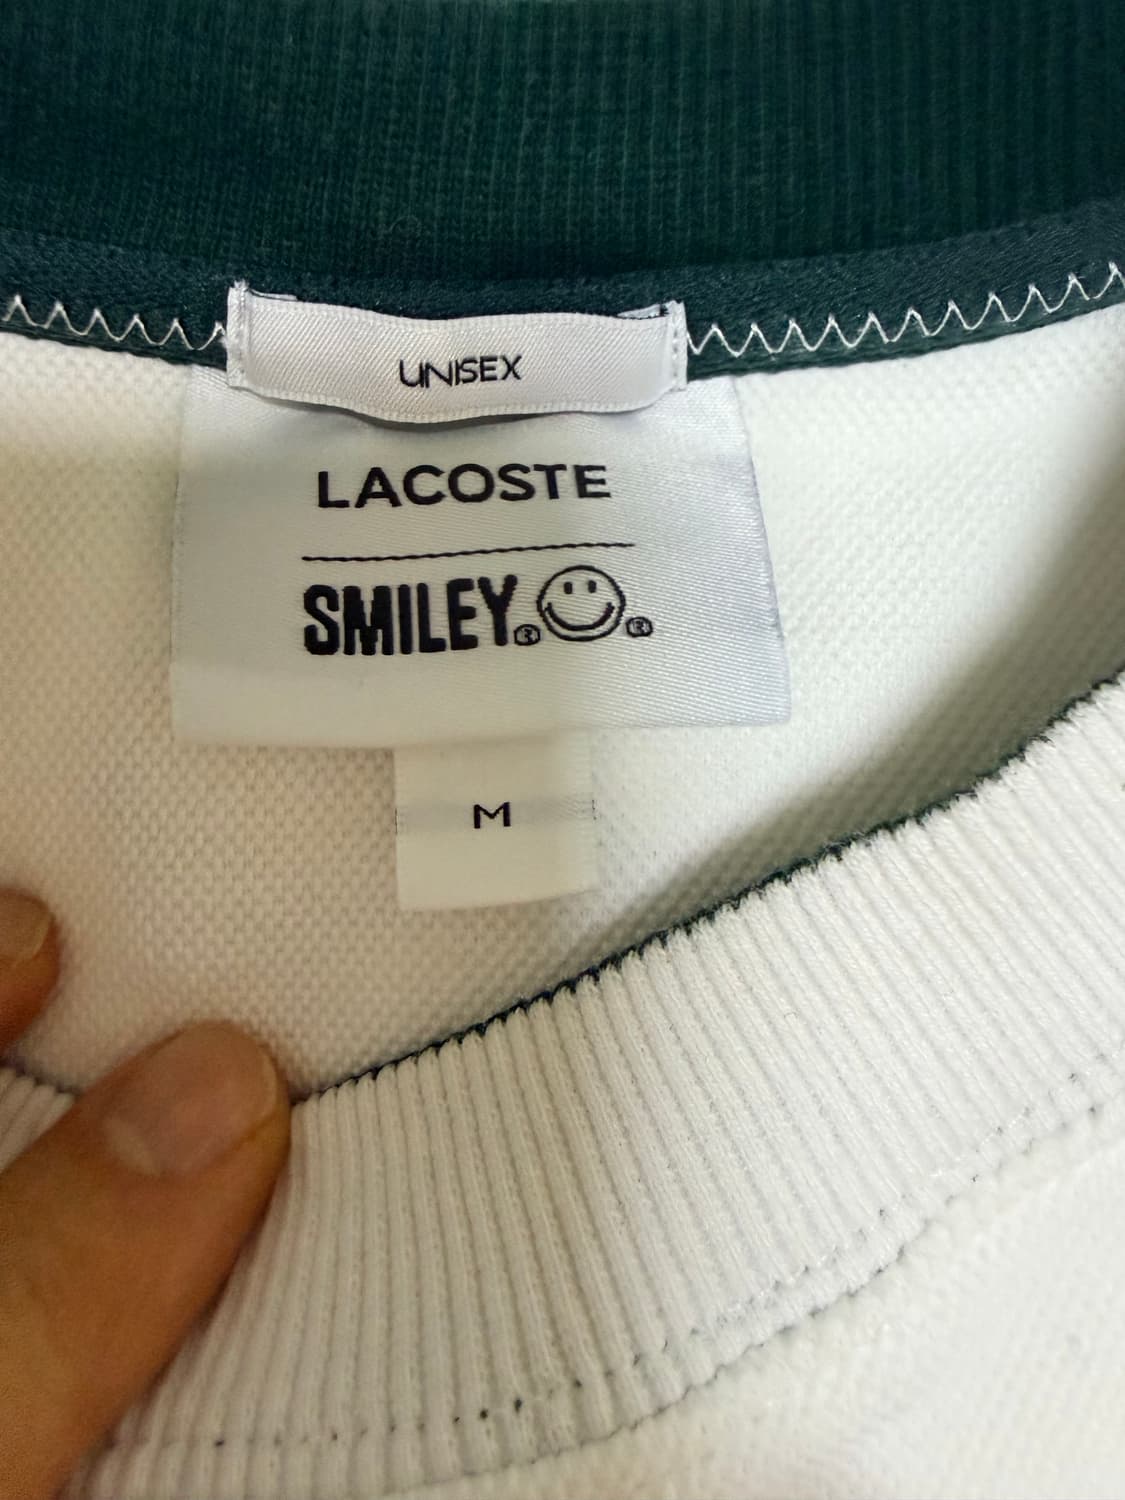 UNISEX
LACOSTE
SMILEY® ®
M